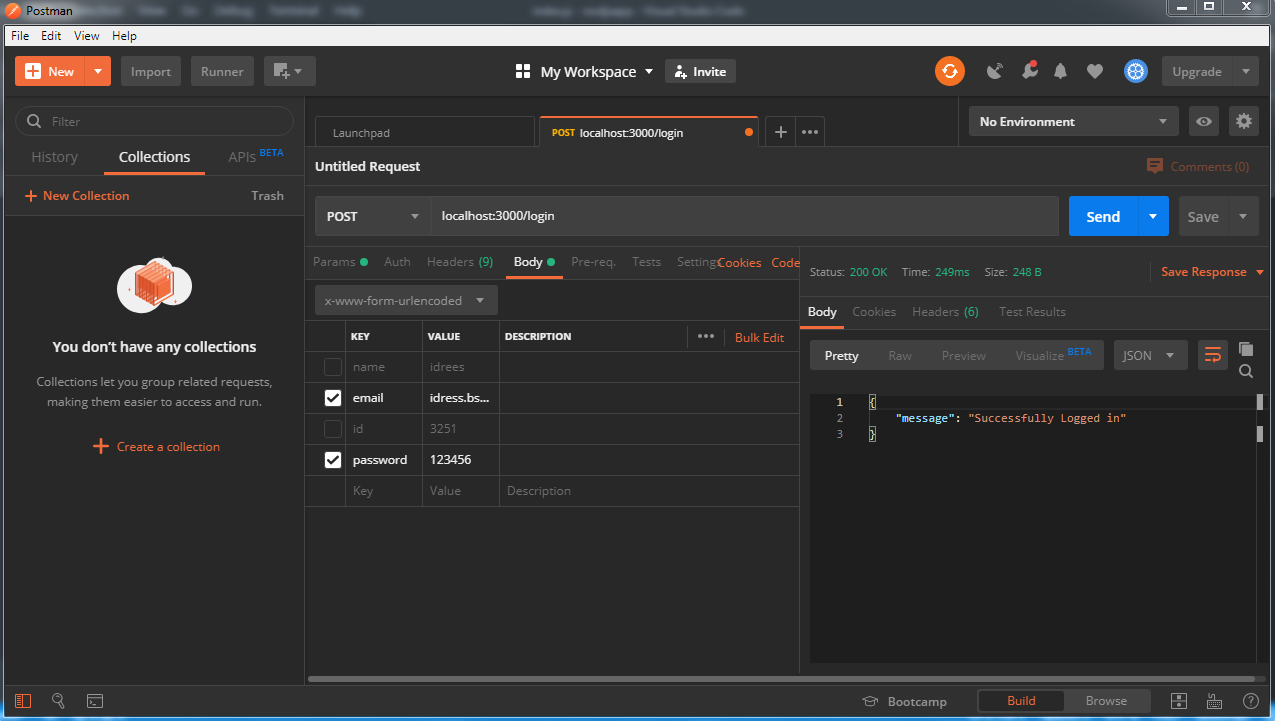 Postman
File Edit View Help
New Import Runner My Workspace Invite Upgrade
Filter
History Collections APIs BETA
New Collection Trash
You don't have any collections
Collections let you group related requests,
making them easier to access and run.
Create a collection
Launchpad POST localhost:3000/login No Environment
Untitled Request Comments (0)
POST localhost:3000/login Send Save
Params Auth Headers (9) Body Pre-req. Tests Settings Cookies Code
x-www-form-urlencoded
KEY VALUE DESCRIPTION ••• Bulk Edit
name idrees
email idress.bs...
id 3251
password 123456
Key Value Description
Status: 200 OK Time: 249ms Size: 248 B Save Response
Body Cookies Headers (6) Test Results
Pretty Raw Preview Visualize BETA JSON
1 {
2 "message": "Successfully Logged in"
3 }
Bootcamp Build Browse